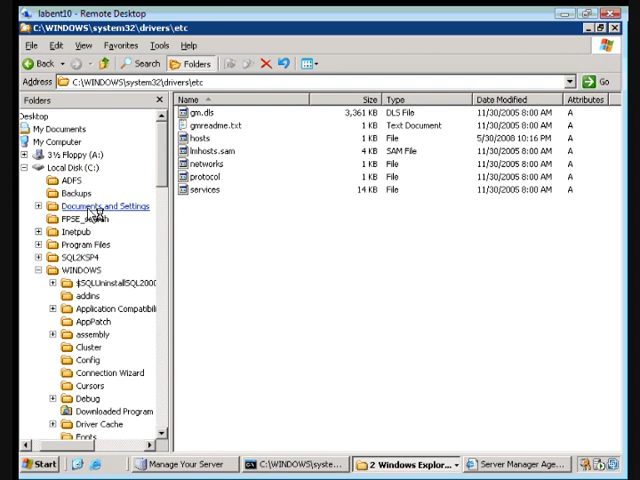 labent10 - Remote Desktop
C:\WINDOWS\system32\drivers\etc
File Edit View Favorites Tools Help
Back Search Folders
Address C:\WINDOWS\system32\drivers\etc Go
Folders
Name Size Type Date Modified Attributes
Desktop
My Documents
My Computer
3½ Floppy (A:)
Local Disk (C:)
ADFS
Backups
Documents and Settings
Inetpub
Program Files
SQL2KSP4
WINDOWS
$SQLUninstallSQL2000
addins
Application Compatibil
AppPatch
assembly
Cluster
Config
Connection Wizard
Cursors
Debug
Downloaded Program
Driver Cache
Fonts
gm.dls 3,361 KB DLS File 11/30/2005 8:00 AM A
gmreadme.txt 1 KB Text Document 11/30/2005 8:00 AM A
hosts 1 KB File 5/30/2008 10:16 PM A
lmhosts.sam 4 KB SAM File 11/30/2005 8:00 AM A
networks 1 KB File 11/30/2005 8:00 AM A
protocol 1 KB File 11/30/2005 8:00 AM A
services 14 KB File 11/30/2005 8:00 AM A
Start Manage Your Server C:\WINDOWS\syste... 2 Windows Explor... Server Manager Age...